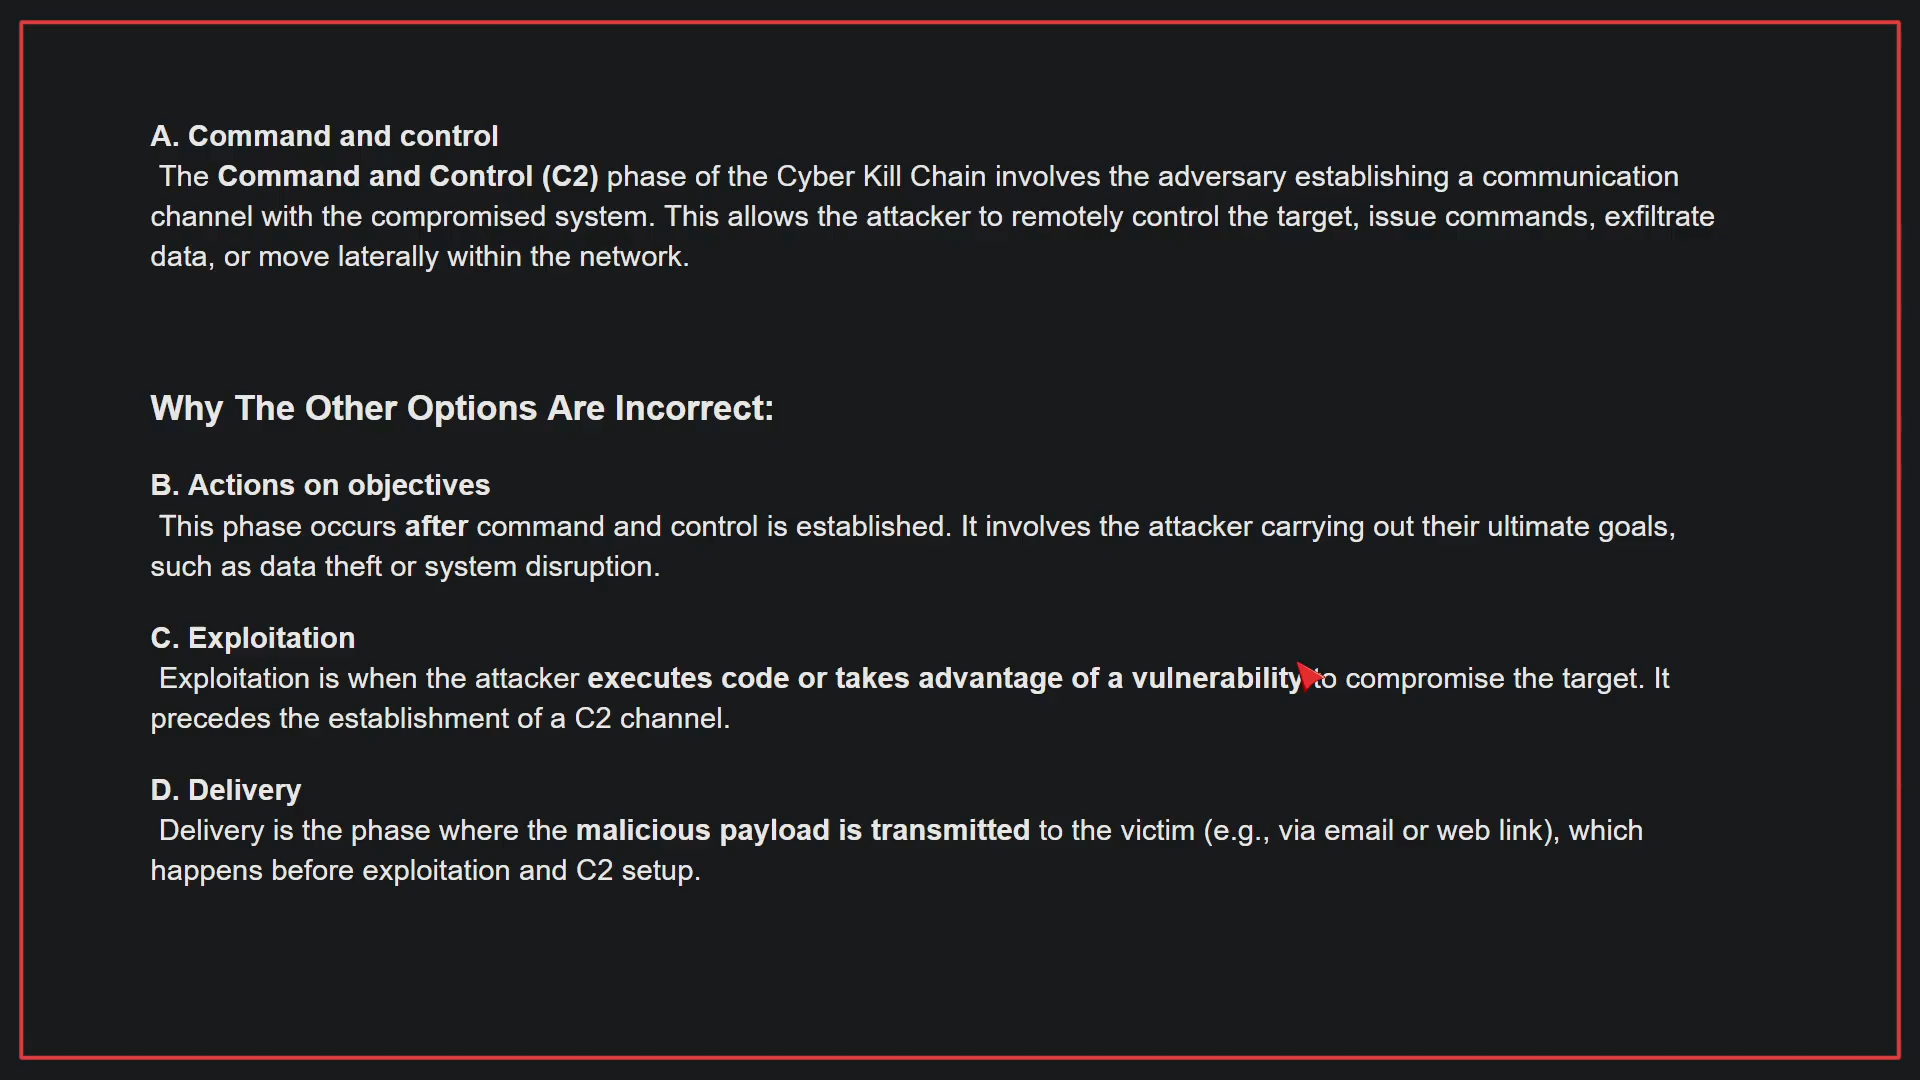 A. Command and control
The Command and Control (C2) phase of the Cyber Kill Chain involves the adversary establishing a communication
channel with the compromised system. This allows the attacker to remotely control the target, issue commands, exfiltrate
data, or move laterally within the network.
Why The Other Options Are Incorrect:
B. Actions on objectives
This phase occurs after command and control is established. It involves the attacker carrying out their ultimate goals,
such as data theft or system disruption.
C. Exploitation
Exploitation is when the attacker executes code or takes advantage of a vulnerability to compromise the target. It
precedes the establishment of a C2 channel.
D. Delivery
Delivery is the phase where the malicious payload is transmitted to the victim (e.g., via email or web link), which
happens before exploitation and C2 setup.